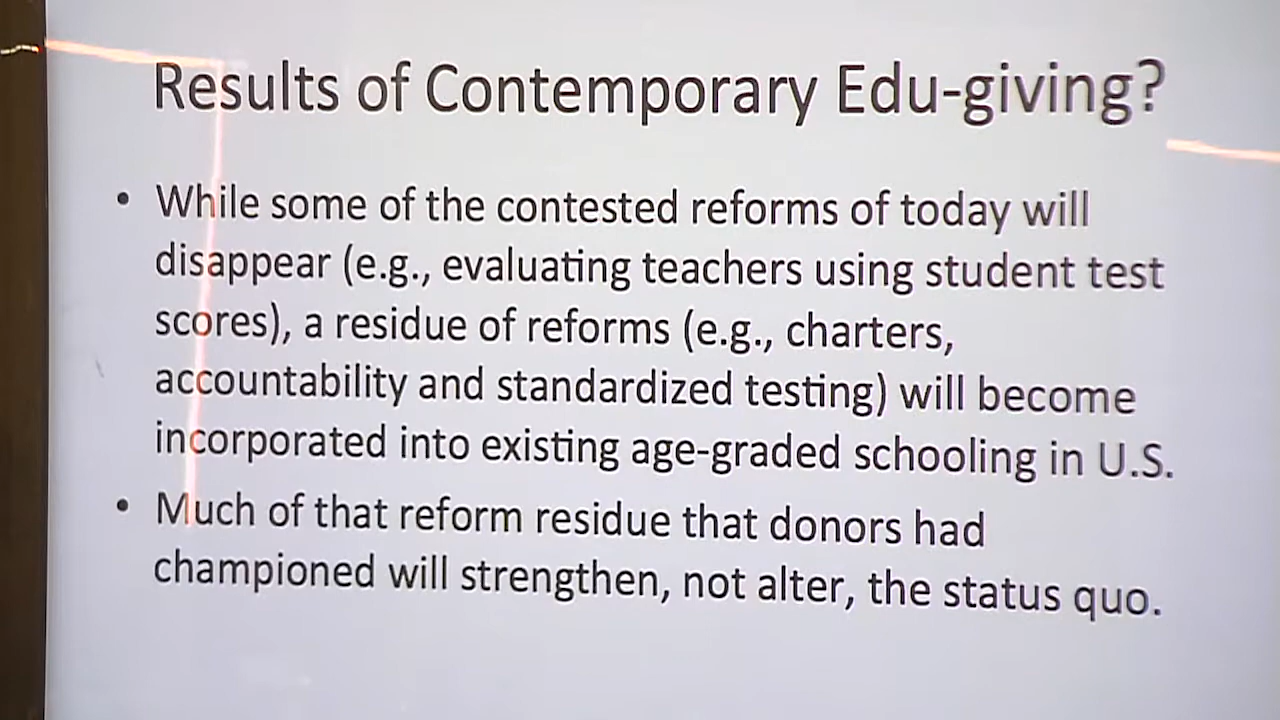 Results of Contemporary Edu-giving?
• While some of the contested reforms of today will
disappear (e.g., evaluating teachers using student test
scores), a residue of reforms (e.g., charters,
accountability and standardized testing) will become
incorporated into existing age-graded schooling in U.S.
• Much of that reform residue that donors had
championed will strengthen, not alter, the status quo.